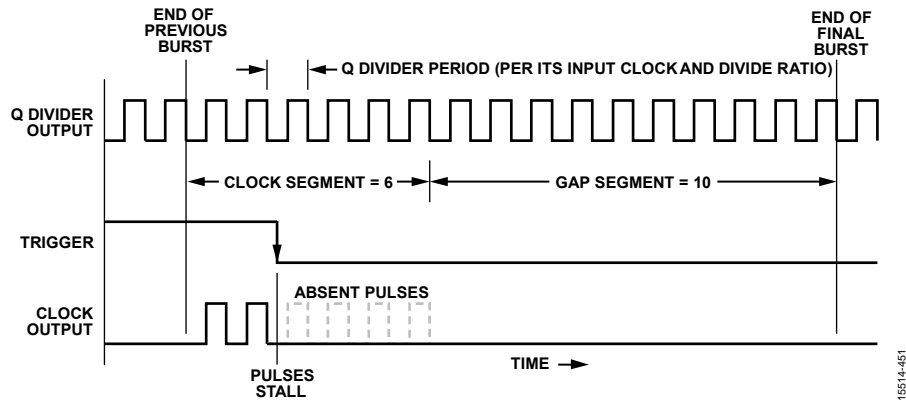 END OF
PREVIOUS
BURST
END OF
FINAL
BURST
Q DIVIDER PERIOD (PER ITS INPUT CLOCK AND DIVIDE RATIO)
Q DIVIDER
OUTPUT
CLOCK SEGMENT = 6
GAP SEGMENT = 10
TRIGGER
ABSENT PULSES
CLOCK
OUTPUT
TIME
PULSES
STALL
15514-451